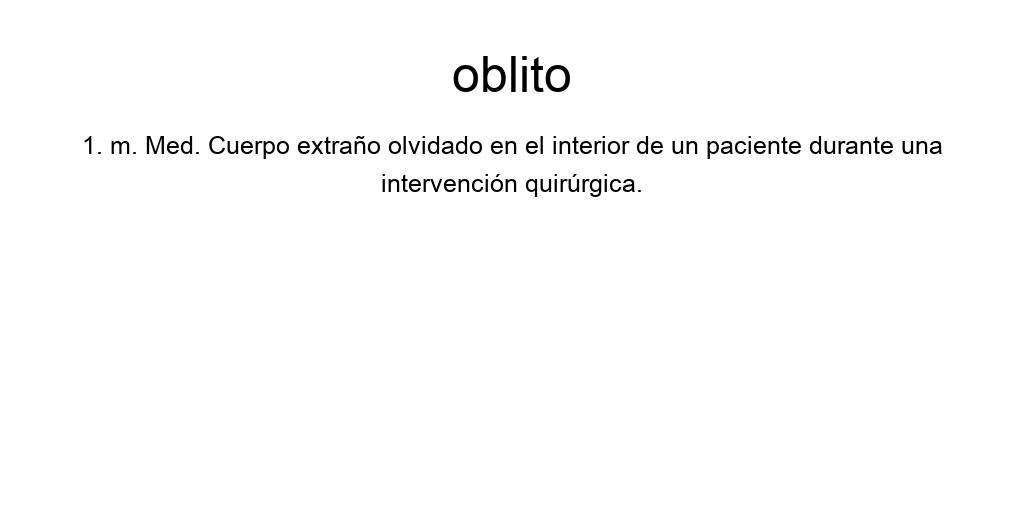 oblito
1. m. Med. Cuerpo extraño olvidado en el interior de un paciente durante una
intervención quirúrgica.